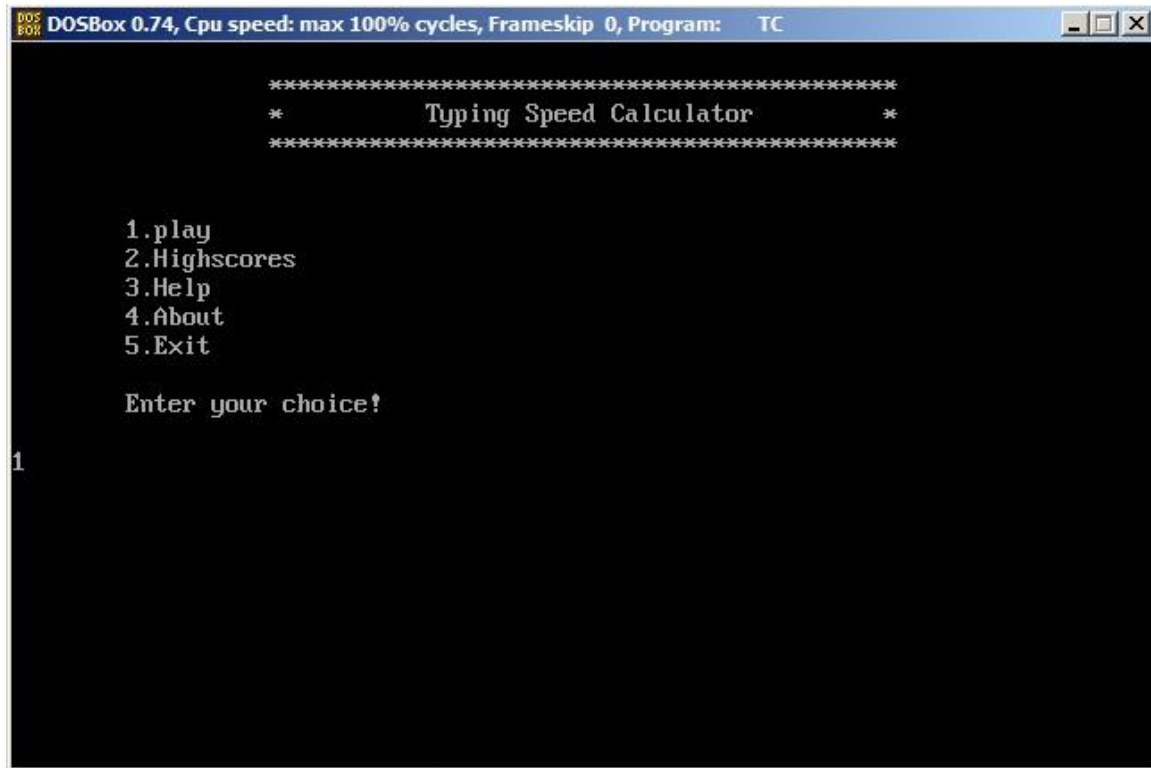 DOSBox 0.74, Cpu speed: max 100% cycles, Frameskip 0, Program: TC
********************************************
* Typing Speed Calculator *
********************************************
1.play
2.Highscores
3.Help
4.About
5.Exit
Enter your choice!
1